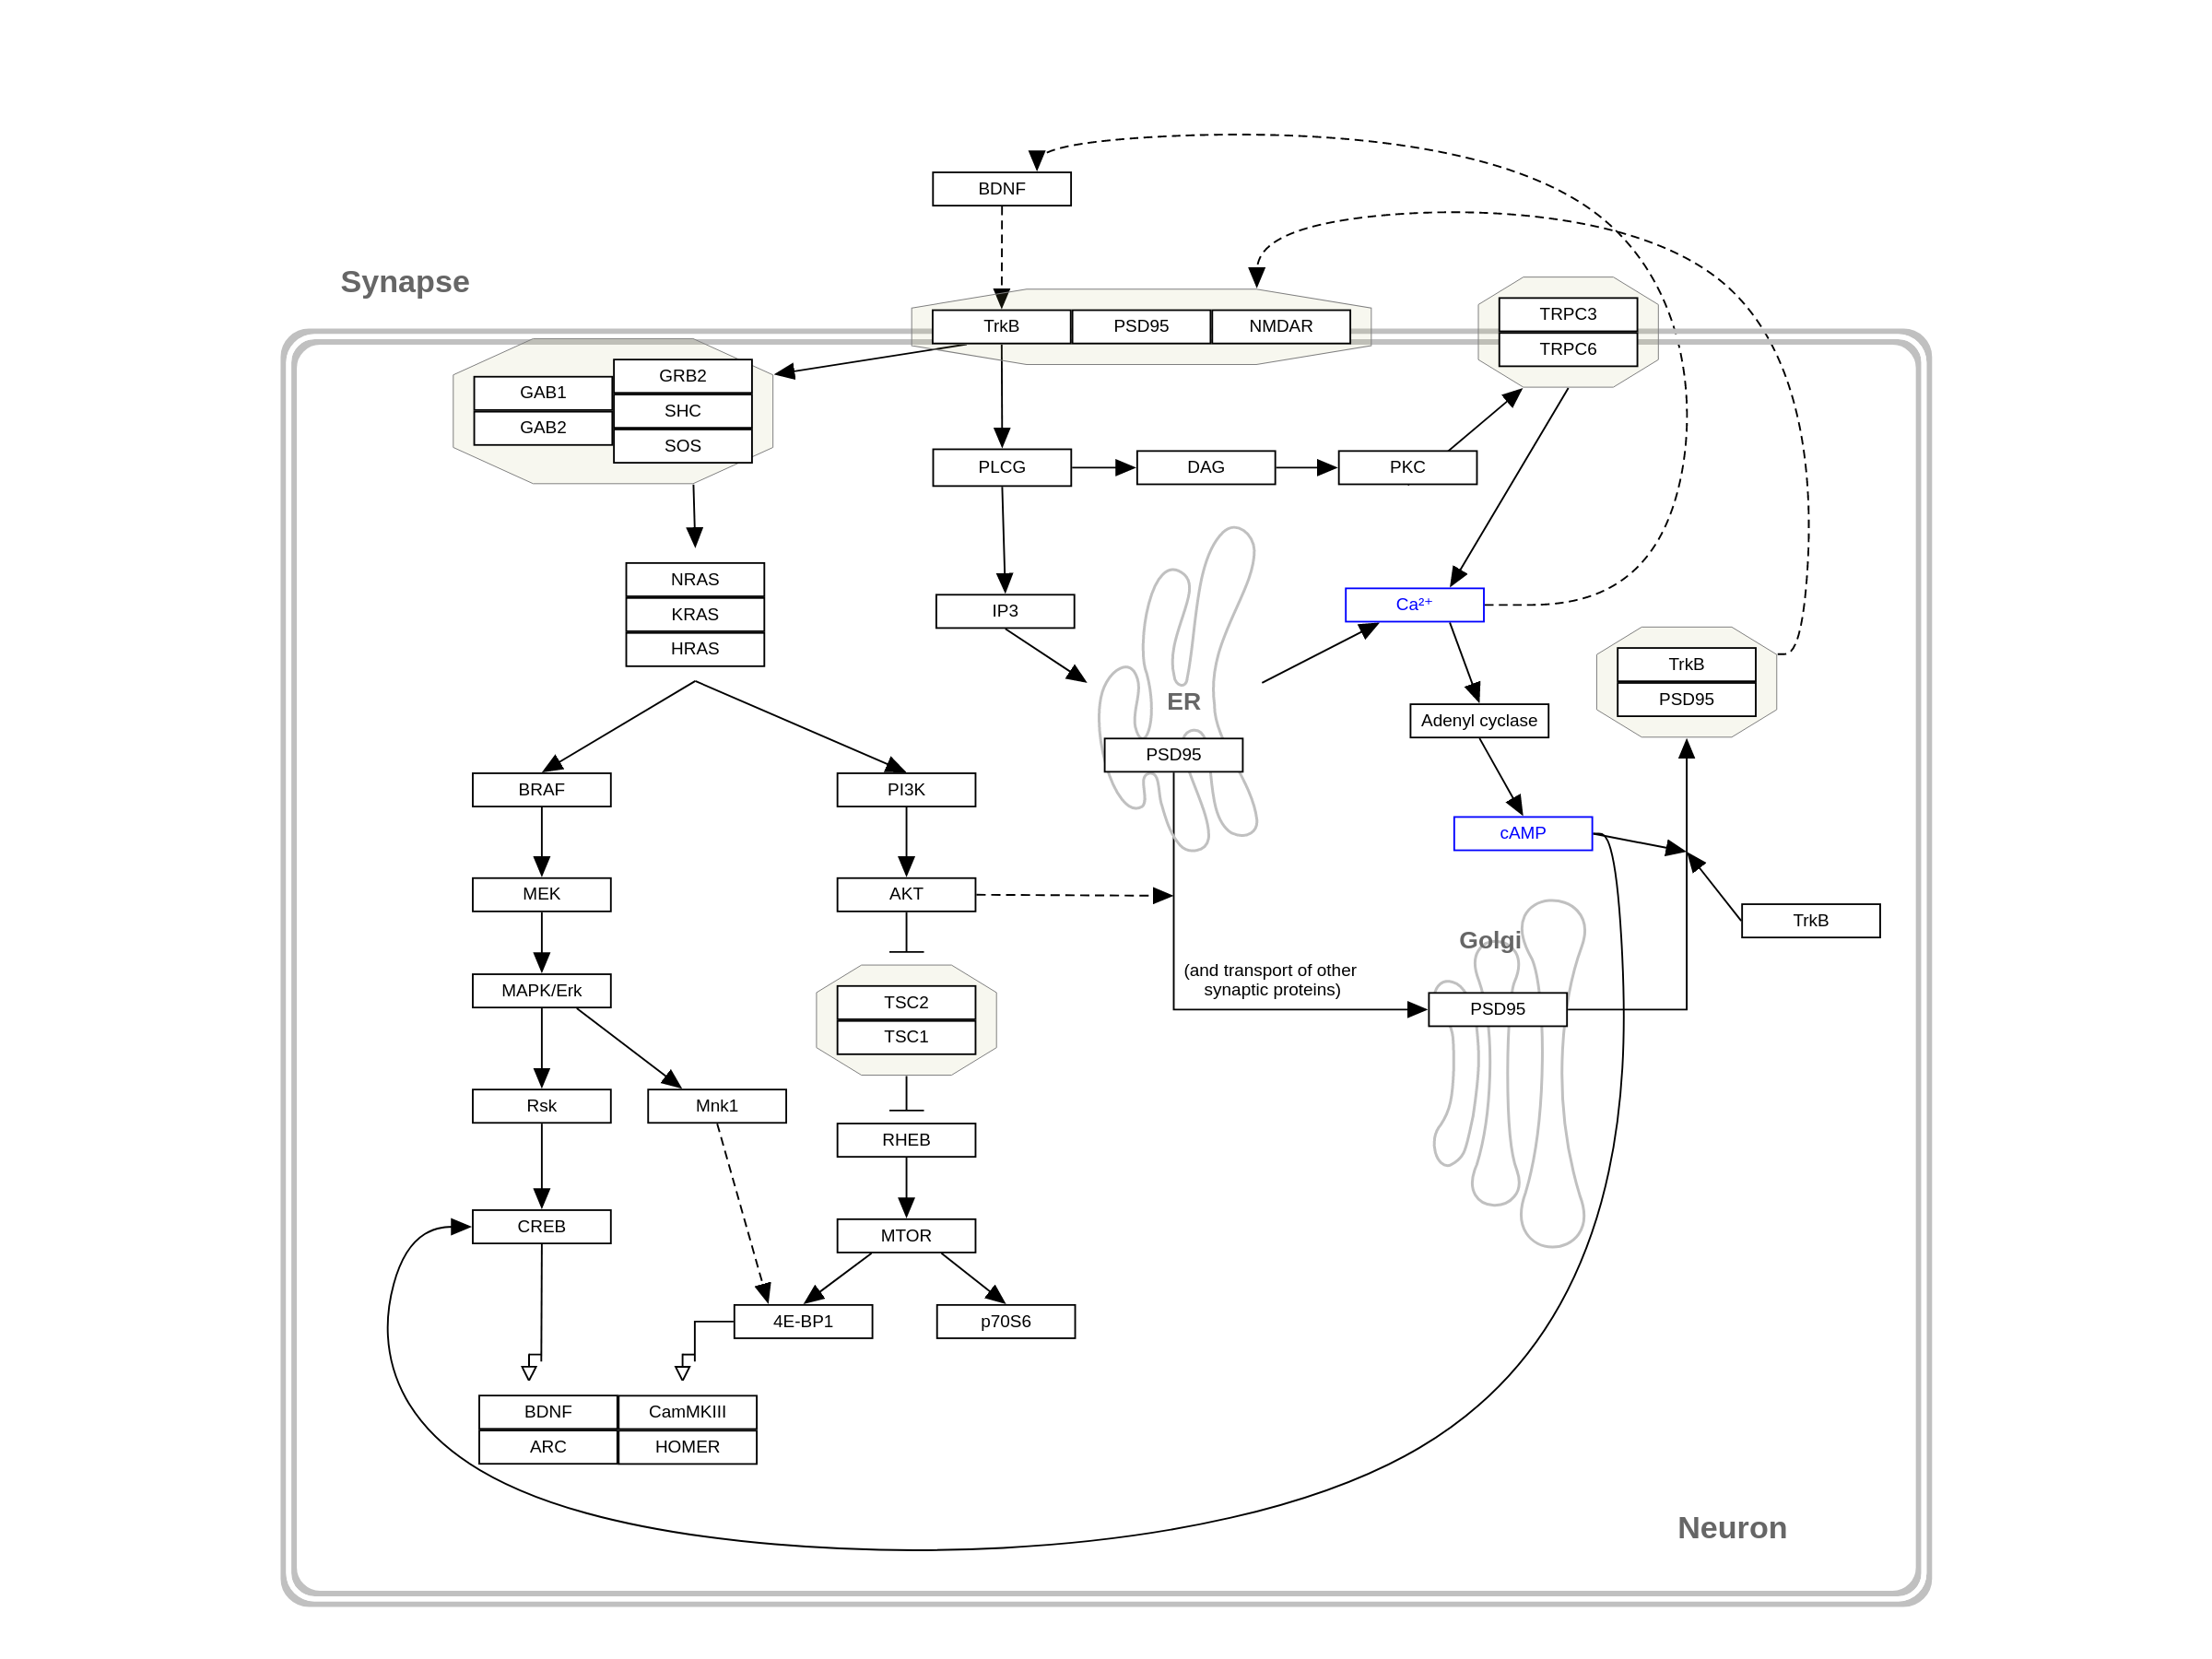 BDNF
Synapse
TrkB
PSD95
NMDAR
TRPC3
TRPC6
GAB1
GAB2
GRB2
SHC
SOS
PLCG
DAG
PKC
NRAS
KRAS
HRAS
IP3
Ca²⁺
ER
TrkB
PSD95
Adenyl cyclase
PSD95
BRAF
PI3K
cAMP
MEK
AKT
TrkB
Golgi
MAPK/Erk
(and transport of other
synaptic proteins)
TSC2
TSC1
PSD95
Rsk
Mnk1
RHEB
CREB
MTOR
4E-BP1
p70S6
BDNF
CamMKIII
ARC
HOMER
Neuron